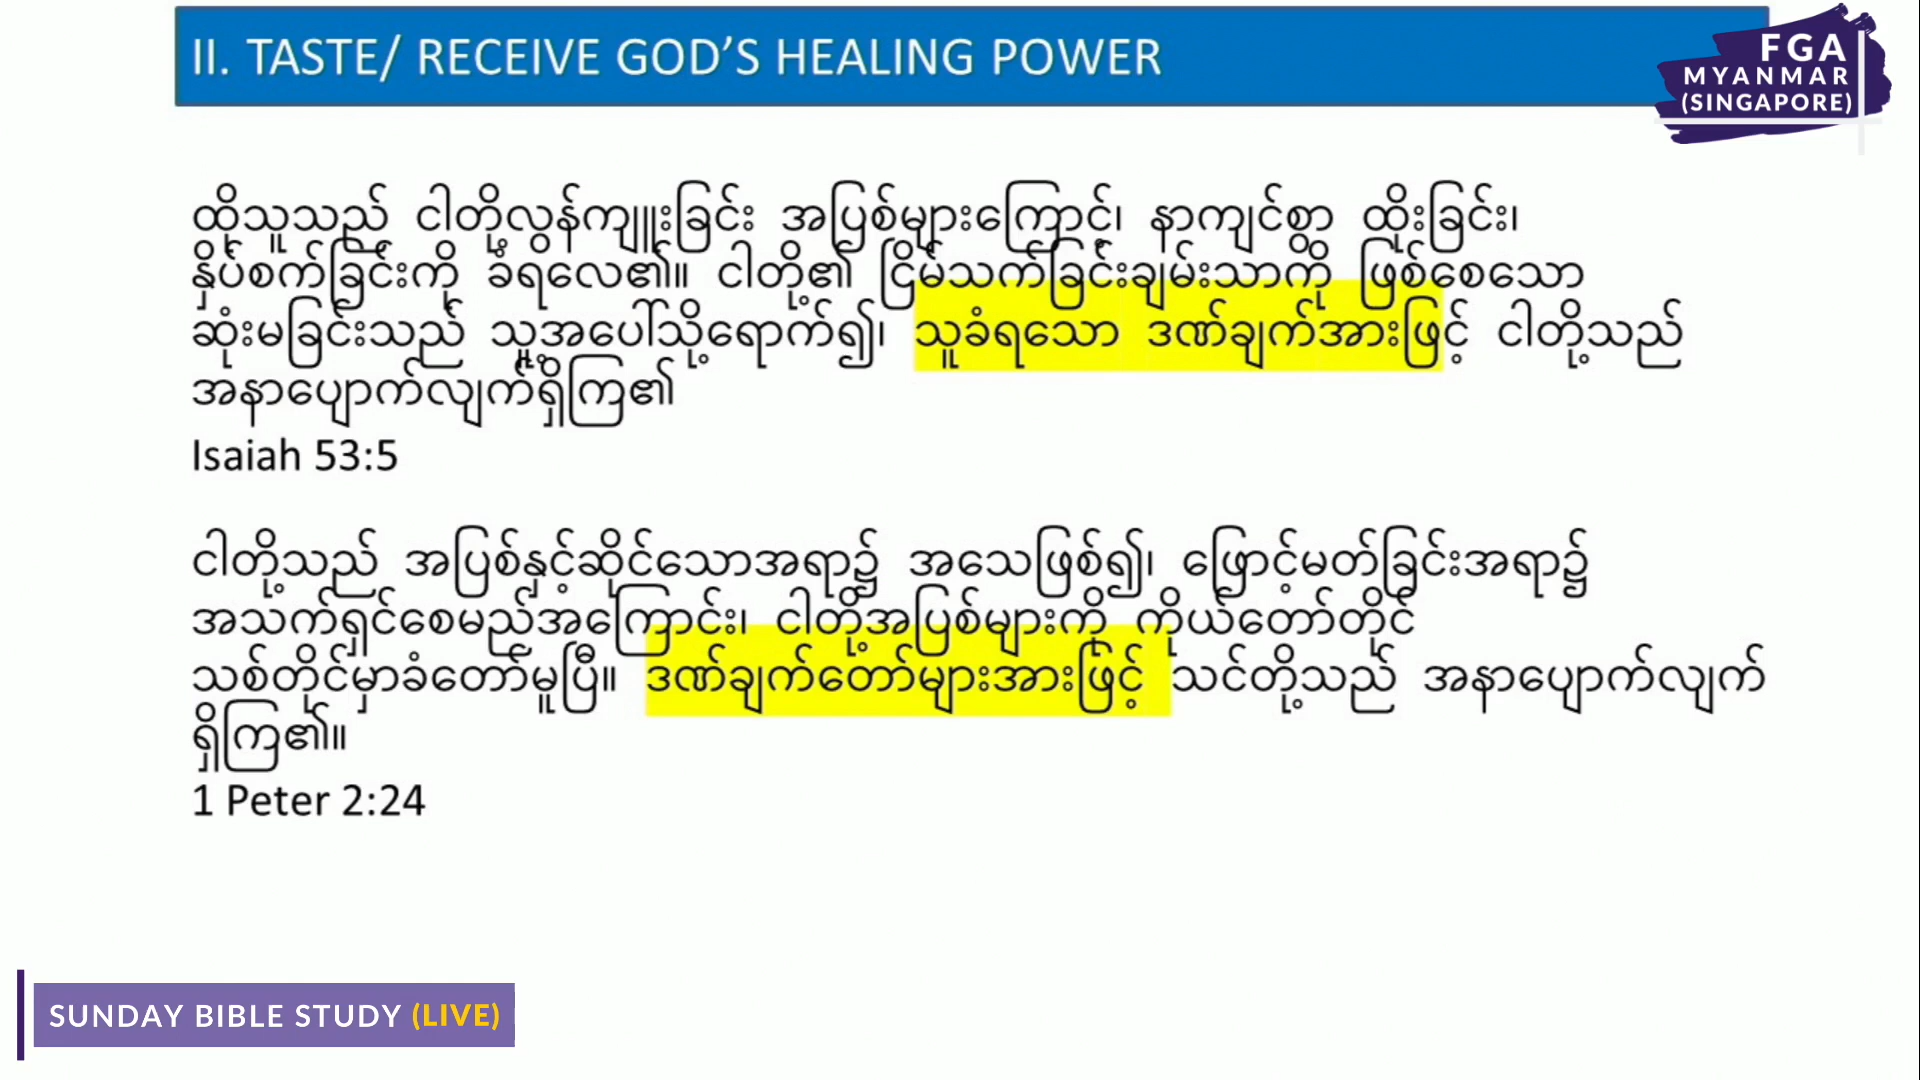 II. TASTE/ RECEIVE GOD’S HEALING POWER
FGA
MYANMAR
(SINGAPORE)
ထိုသူသည် ငါတို့လွန်ကျူးခြင်း အပြစ်များကြောင့်၊ နာကျင်စွာ ထိုးခြင်း၊
နှိပ်စက်ခြင်းကို ခံရလေ၏။ ငါတို့၏ ငြိမ်သက်ခြင်းချမ်းသာကို ဖြစ်စေသော
ဆုံးမခြင်းသည် သူ့အပေါ်သို့ရောက်၍၊ သူခံရသော ဒဏ်ချက်အားဖြင့် ငါတို့သည်
အနာပျောက်လျက်ရှိကြ၏
Isaiah 53:5
ငါတို့သည် အပြစ်နှင့်ဆိုင်သောအရာ၌ အသေဖြစ်၍၊ ဖြောင့်မတ်ခြင်းအရာ၌
အသက်ရှင်စေမည့်အကြောင်း၊ ငါတို့အပြစ်များကို ကိုယ်တော်တိုင်
သစ်တိုင်မှာခံတော်မူပြီ။ ဒဏ်ချက်တော်များအားဖြင့် သင်တို့သည် အနာပျောက်လျက်
ရှိကြ၏။
1 Peter 2:24
SUNDAY BIBLE STUDY (LIVE)